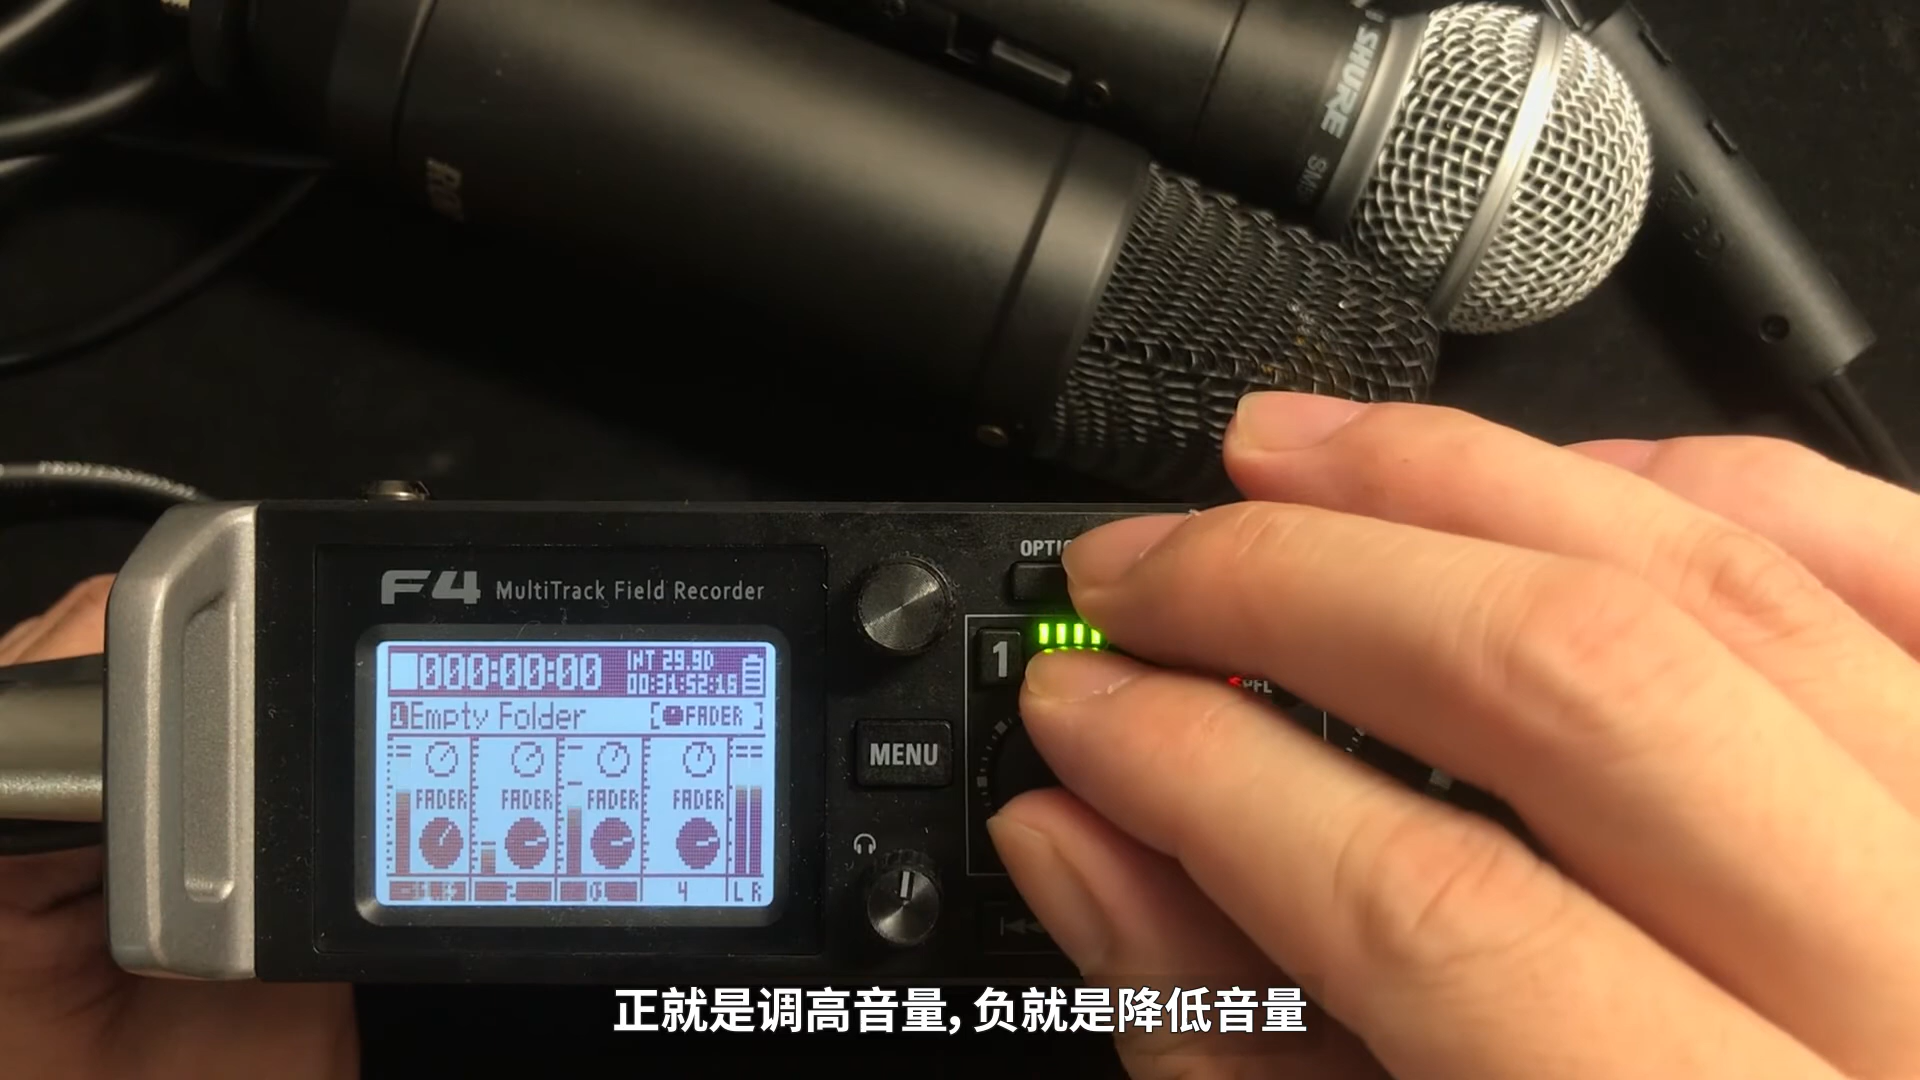 SHURE
F4 MultiTrack Field Recorder
000:00:00
INT 29.9D
00:31:52:16
1 Empty Folder
[FADER]
FADER FADER FADER FADER
4 L R
MENU
1
PFL
正就是调高音量，负就是降低音量